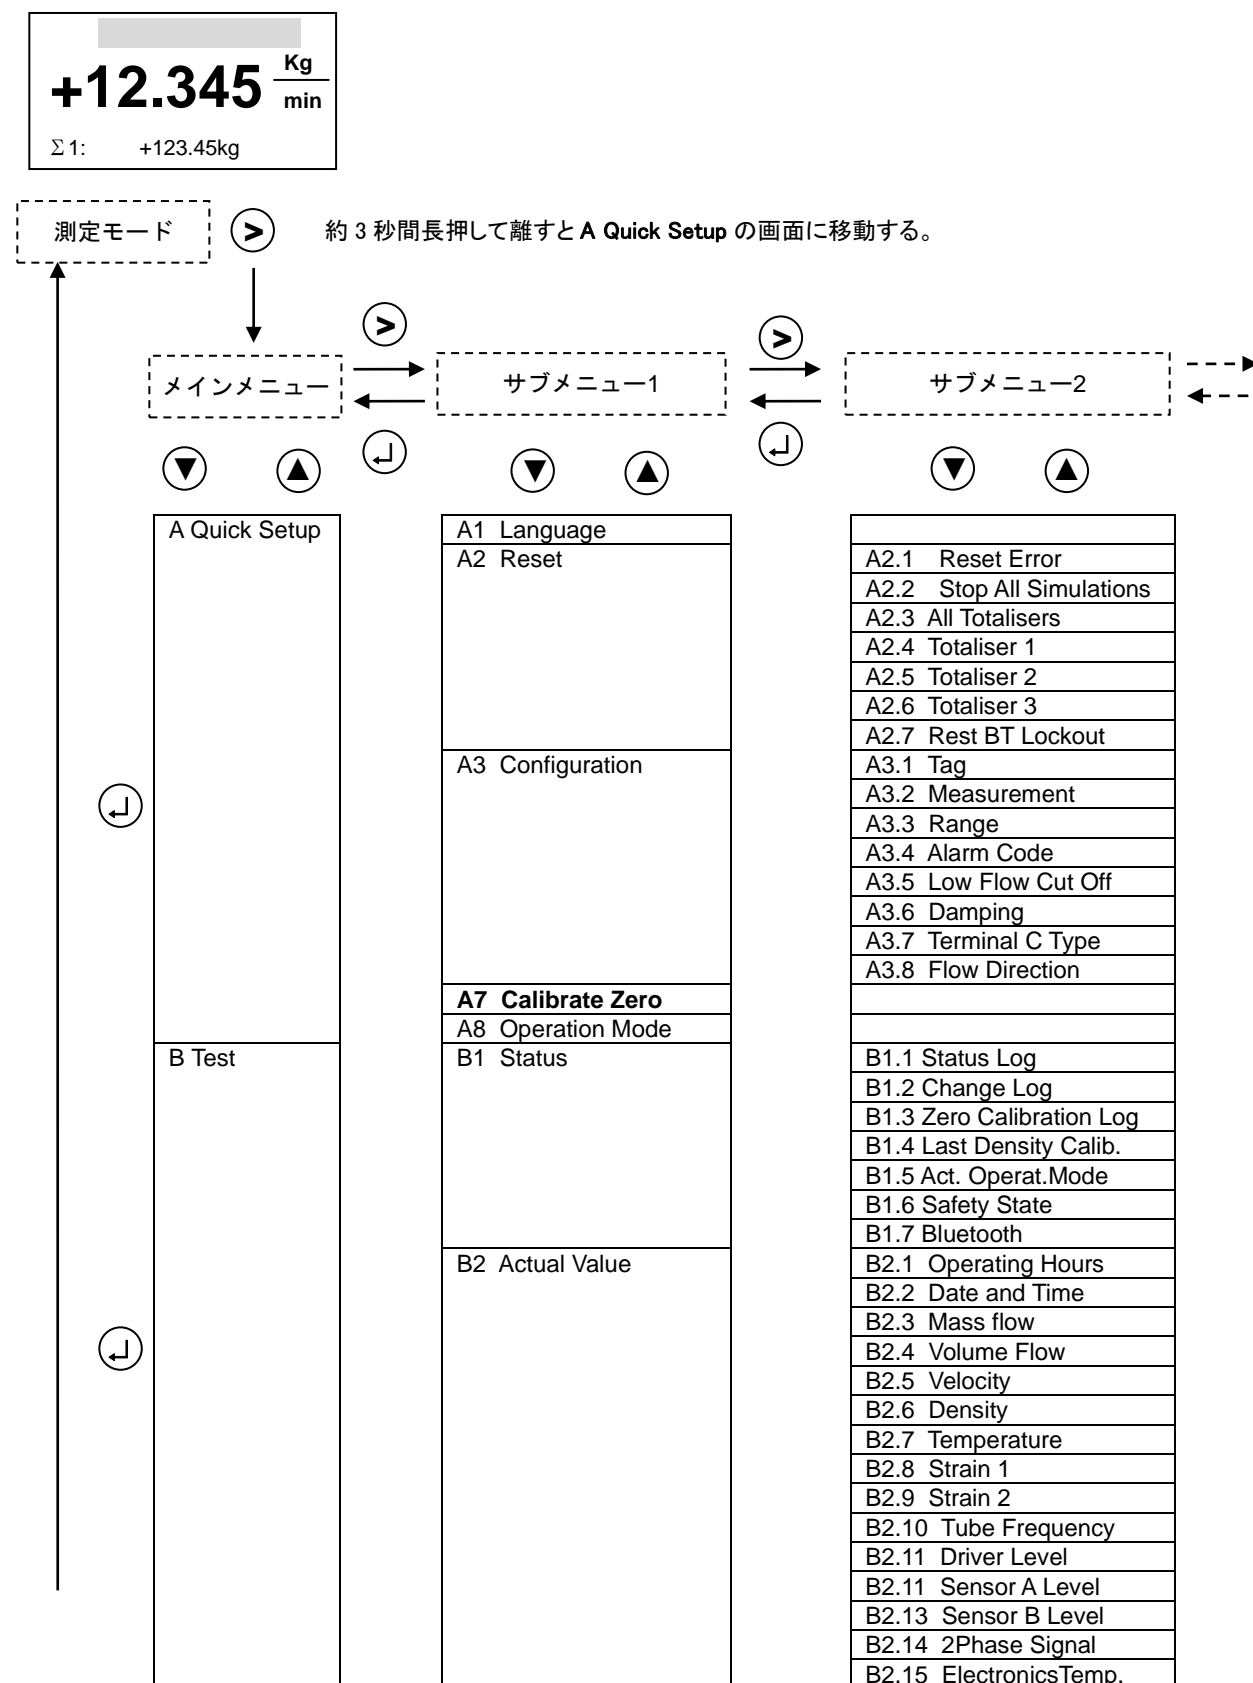 +12.345 Kg
min
Σ1: +123.45kg
測定モード > 約 3 秒間長押して離すと A Quick Setup の画面に移動する。
> >
メインメニュー サブメニュー1 サブメニュー2
▼ ▲ ▼ ▲ ▼ ▲
A Quick Setup A1 Language
A2 Reset A2.1 Reset Error
A2.2 Stop All Simulations
A2.3 All Totalisers
A2.4 Totaliser 1
A2.5 Totaliser 2
A2.6 Totaliser 3
A2.7 Rest BT Lockout
A3 Configuration A3.1 Tag
A3.2 Measurement
A3.3 Range
A3.4 Alarm Code
A3.5 Low Flow Cut Off
A3.6 Damping
A3.7 Terminal C Type
A3.8 Flow Direction
A7 Calibrate Zero
A8 Operation Mode
B Test B1 Status B1.1 Status Log
B1.2 Change Log
B1.3 Zero Calibration Log
B1.4 Last Density Calib.
B1.5 Act. Operat.Mode
B1.6 Safety State
B1.7 Bluetooth
B2 Actual Value B2.1 Operating Hours
B2.2 Date and Time
B2.3 Mass flow
B2.4 Volume Flow
B2.5 Velocity
B2.6 Density
B2.7 Temperature
B2.8 Strain 1
B2.9 Strain 2
B2.10 Tube Frequency
B2.11 Driver Level
B2.11 Sensor A Level
B2.13 Sensor B Level
B2.14 2Phase Signal
B2.15 ElectronicsTemp.